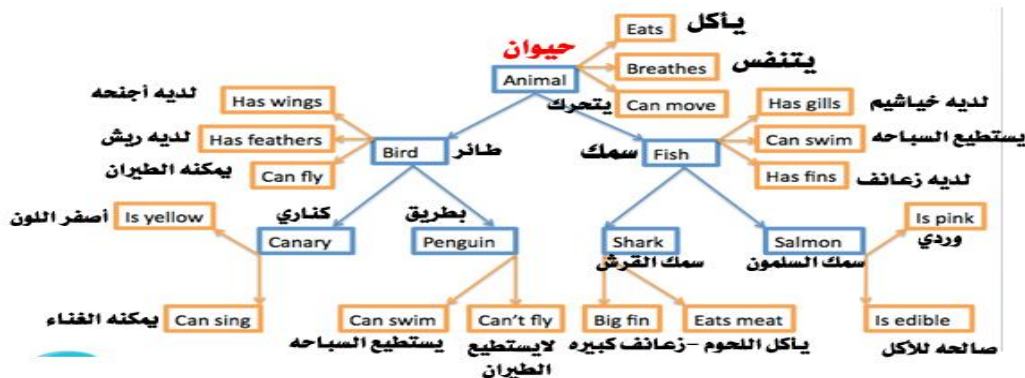 Eats يأكل
حيوان
Breathes يتنفس
Animal
Can move يتحرك
Has wings لديه أجنحه
Has gills لديه خياشيم
Has feathers لديه ريش
Can swim يستطيع السباحه
Bird طائر
Fish سمك
Can fly يمكنه الطيران
Has fins لديه زعانف
Is yellow أصفر اللون
كناري
Canary
بطريق
Penguin
Shark
سمك القرش
Salmon
سمك السلمون
Is pink
وردي
Can sing يمكنه الغناء
Can swim
يستطيع السباحه
Can't fly
لايستطيع
الطيران
Big fin
Eats meat
يأكل اللحوم -زعانف كبيره
Is edible
صالحه للأكل